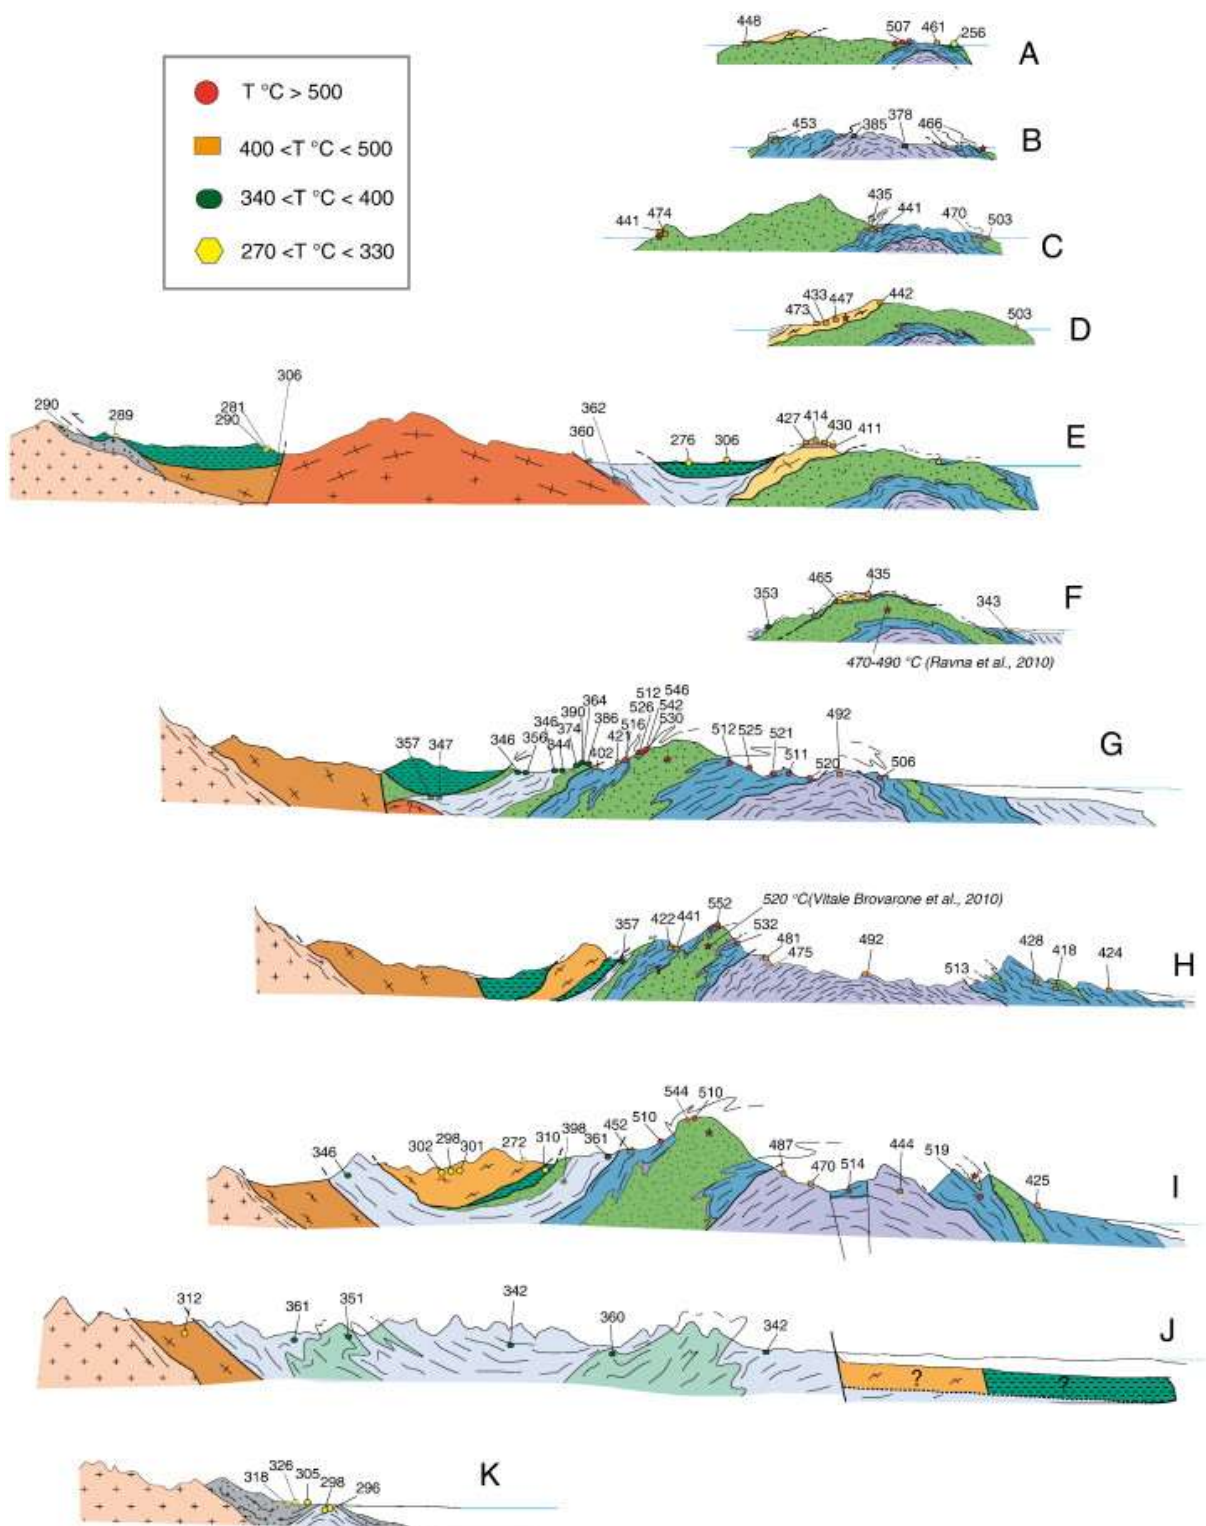 T °C > 500
400 <T °C < 500
340 <T °C < 400
270 <T °C < 330
448 507 461 256
A
453 385 378 466
B
441 474 435 441 470 503
C
473 433 447 442 503
D
290 289 281 290 306 362 360 276 306 427 414 430 411
E
353 465 435 343
F
470-490 °C (Ravna et al., 2010)
357 347 346 356 346 344 374 390 364 386 402 421 516 526 512 546 542 530 512 525 521 511 520 492 506
G
357 422 441 552 520 °C(Vitale Brovarone et al., 2010)
532 481 475 492 513 428 418 424
H
346 302 298 301 272 310 398 361 452 510 544 510 487 470 514 444 519 425
I
312 361 351 342 360 342
J
? ?
318 326 305 298 296
K